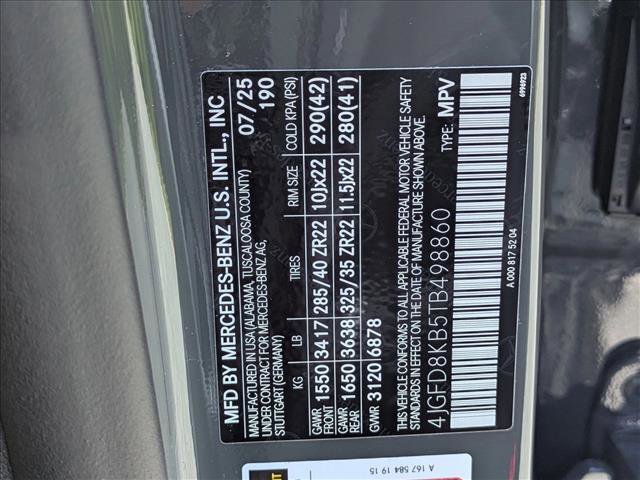 MFD BY MERCEDES-BENZ U.S. INTL., INC
MANUFACTURED IN USA (ALABAMA, TUSCALOOSA COUNTY) 07/25
UNDER CONTRACT FOR MERCEDES-BENZ AG, 190
STUTTGART (GERMANY)
KG LB TIRES RIM SIZE COLD KPA (PSI)
GAWR FRONT 1550 3417 285/40 ZR22 10Jx22 290(42)
GAWR REAR 1650 3638 325/35 ZR22 11.5Jx22 280(41)
GVWR 3120 6878
THIS VEHICLE CONFORMS TO ALL APPLICABLE FEDERAL MOTOR VEHICLE SAFETY
STANDARDS IN EFFECT ON THE DATE OF MANUFACTURE SHOWN ABOVE.
4JGFD8KB5TB498860 TYPE: MPV
A 000 817 52 04
6996923
A 167 584 19 15